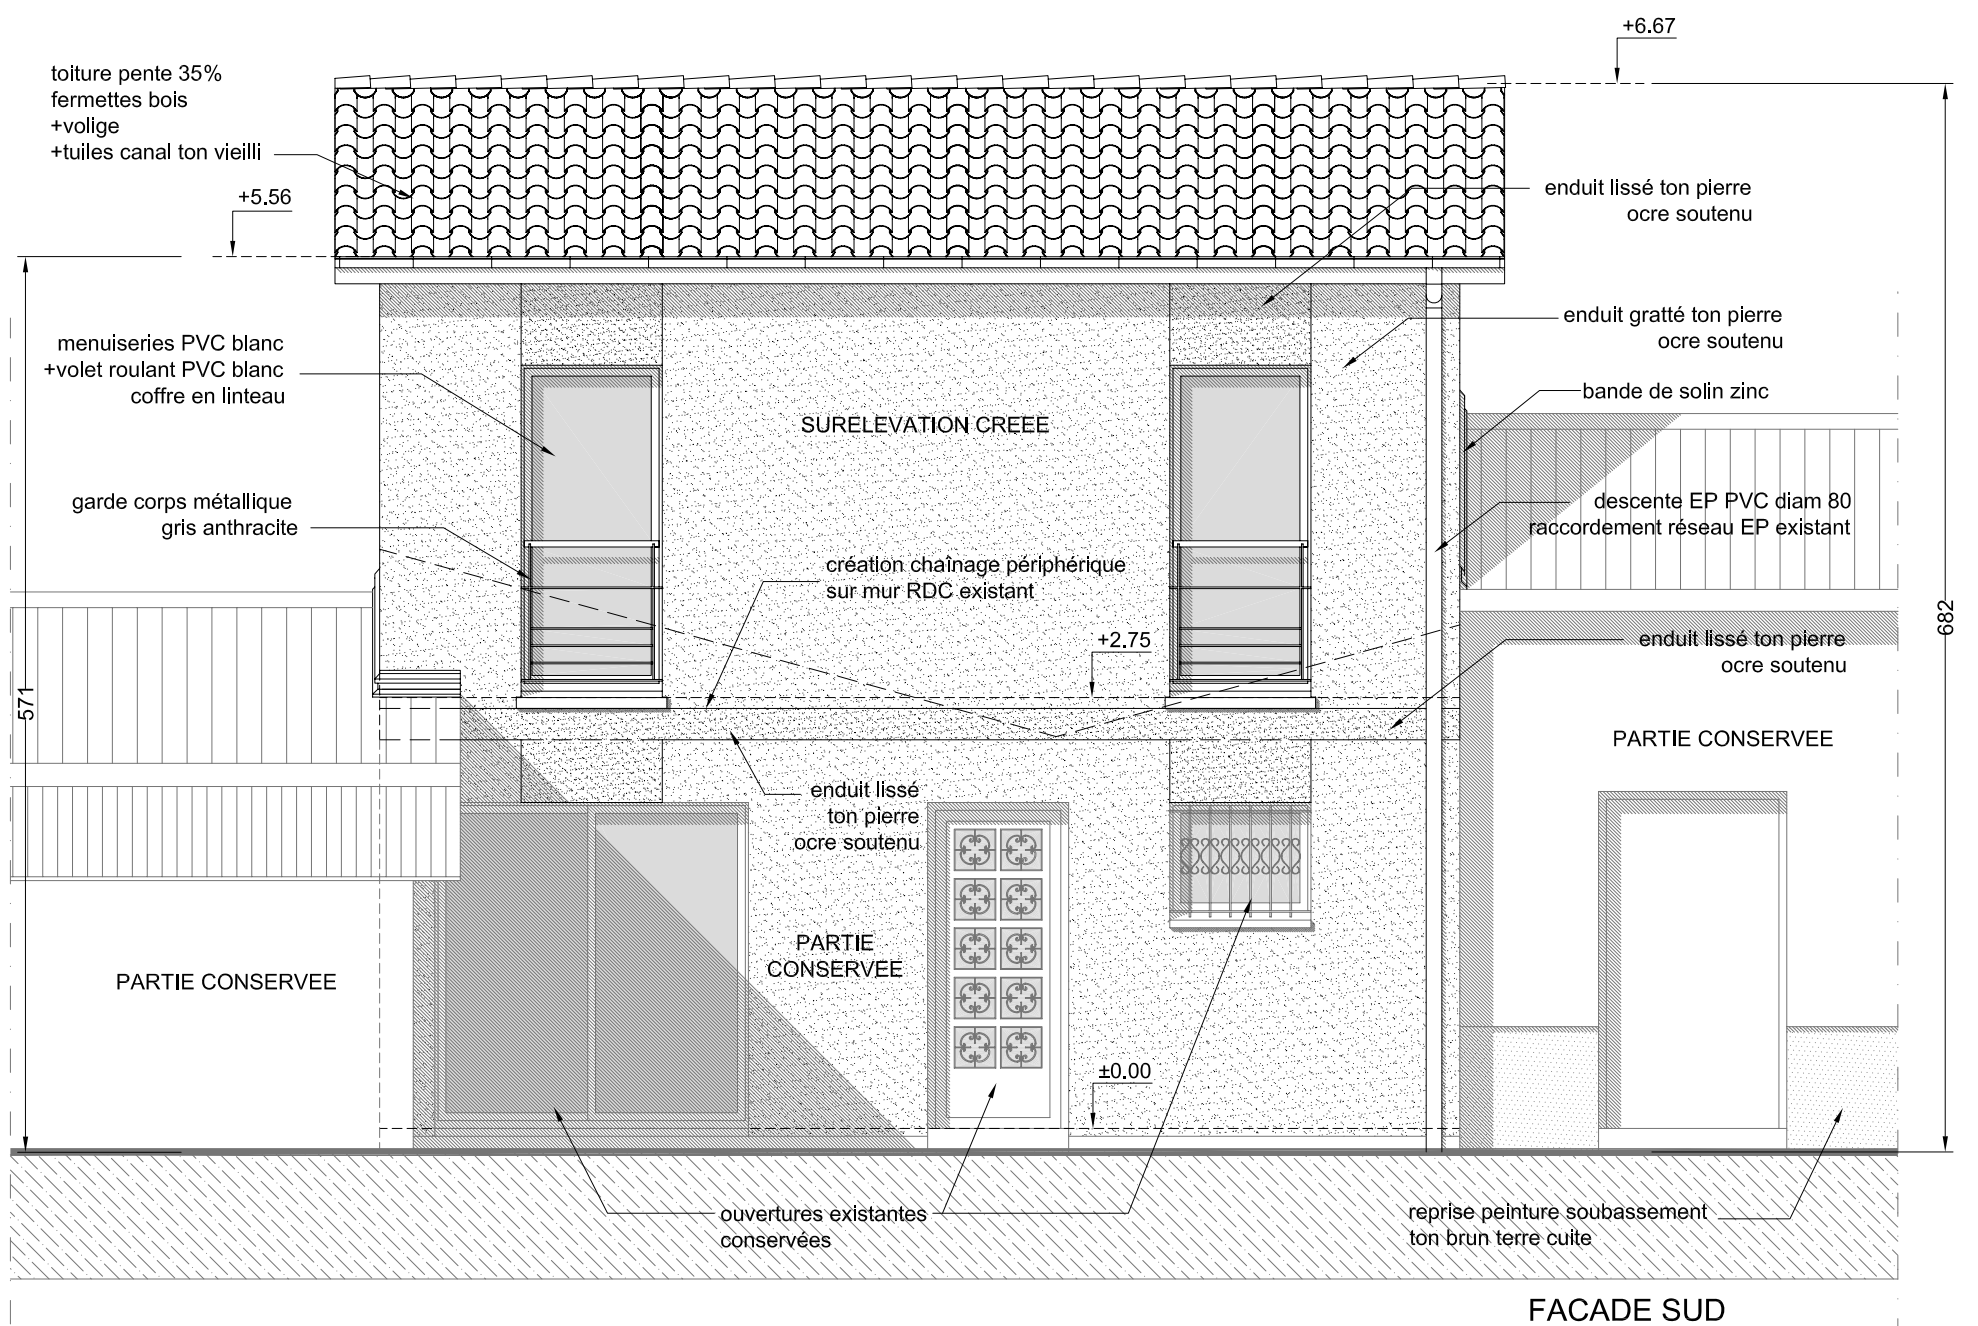 +6.67
toiture pente 35%
fermettes bois
+volige
+tuiles canal ton vieilli
+5.56
enduit lissé ton pierre
ocre soutenu
enduit gratté ton pierre
ocre soutenu
menuiseries PVC blanc
+volet roulant PVC blanc
coffre en linteau
bande de solin zinc
SURELEVATION CREEE
garde corps métallique
gris anthracite
descente EP PVC diam 80
raccordement réseau EP existant
création chaînage périphérique
sur mur RDC existant
+2.75
682
enduit lissé ton pierre
ocre soutenu
571
PARTIE CONSERVEE
enduit lissé
ton pierre
ocre soutenu
PARTIE
CONSERVEE
PARTIE CONSERVEE
±0.00
ouvertures existantes
conservées
reprise peinture soubassement
ton brun terre cuite
FACADE SUD